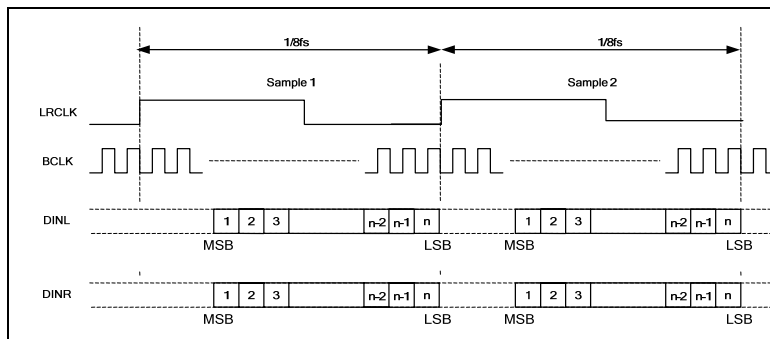 1/8fs 1/8fs
Sample 1 Sample 2
LRCLK
BCLK
DINL 1 2 3 n-2 n-1 n 1 2 3 n-2 n-1 n
MSB LSB MSB LSB
DINR 1 2 3 n-2 n-1 n 1 2 3 n-2 n-1 n
MSB LSB MSB LSB